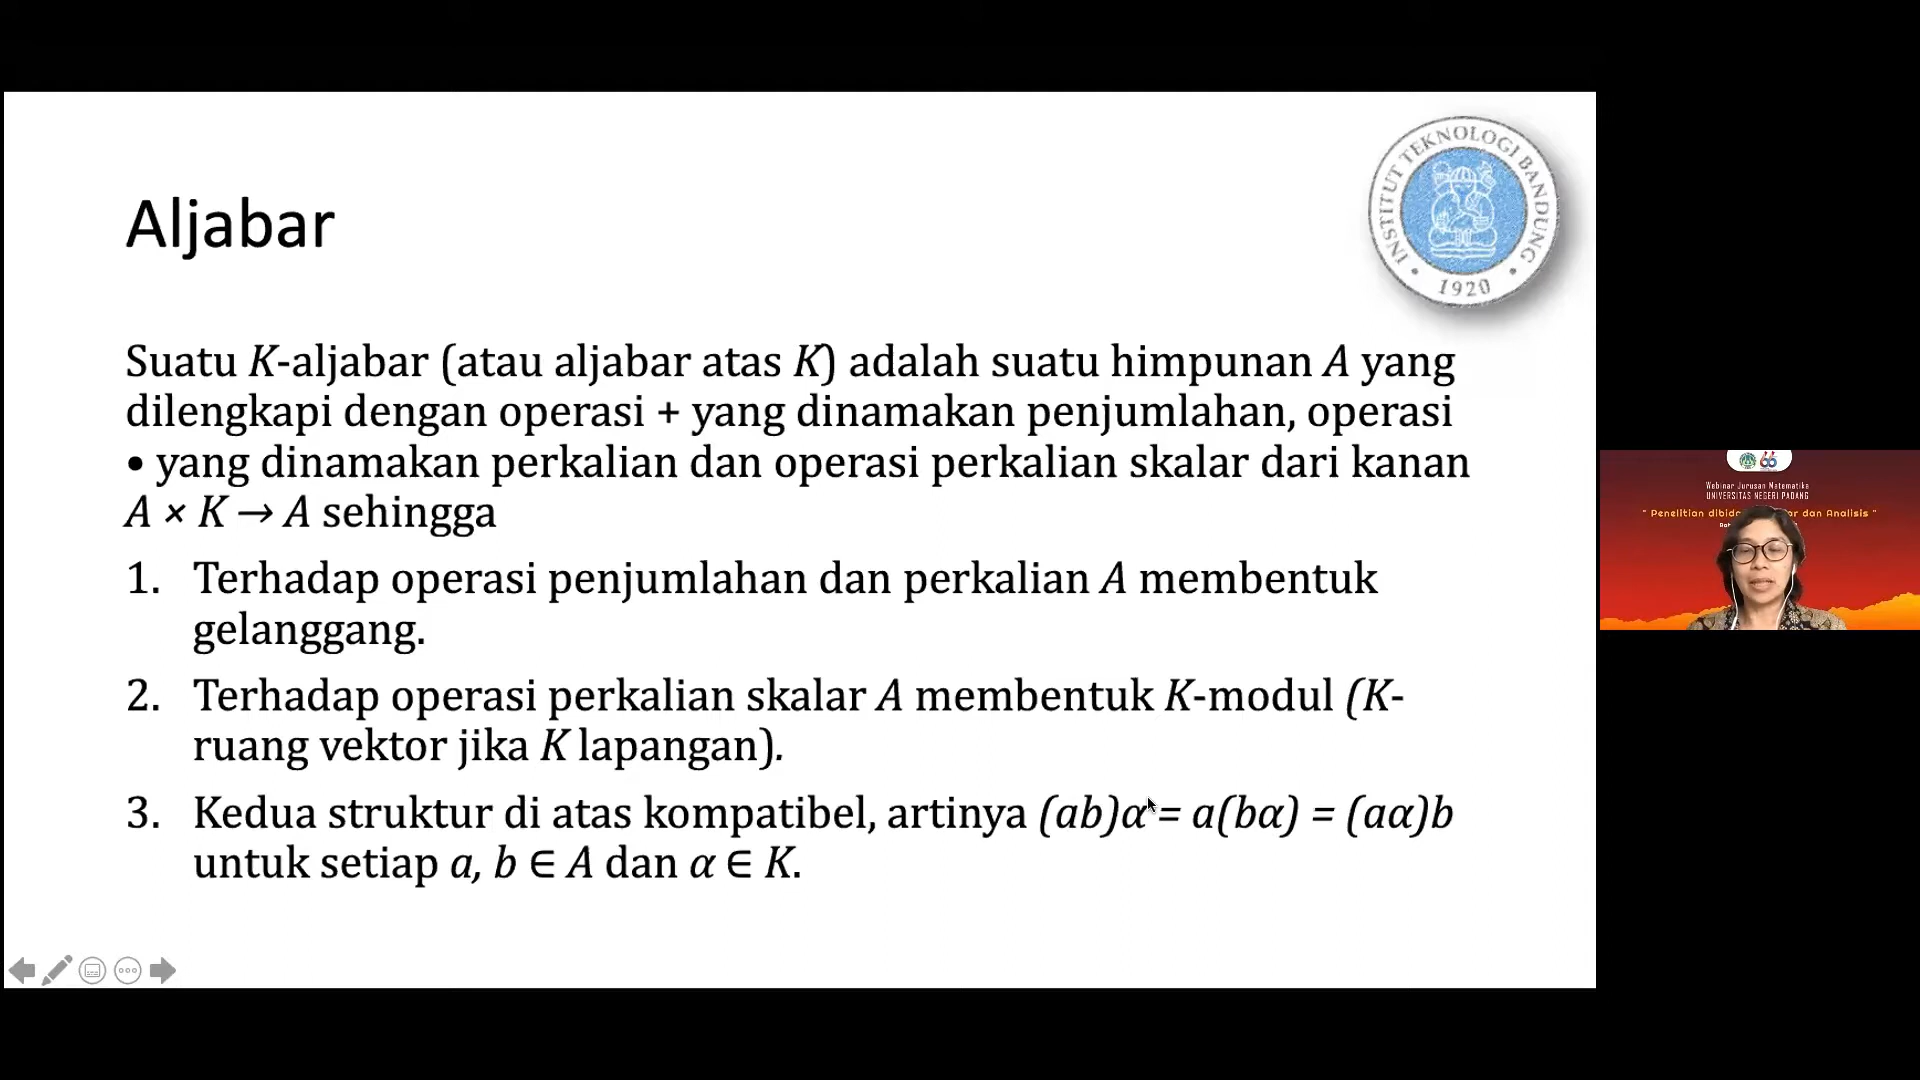 Aljabar
INSTITUT TEKNOLOGI BANDUNG
• 1920 •
Suatu K-aljabar (atau aljabar atas K) adalah suatu himpunan A yang
dilengkapi dengan operasi + yang dinamakan penjumlahan, operasi
• yang dinamakan perkalian dan operasi perkalian skalar dari kanan
A × K → A sehingga
1. Terhadap operasi penjumlahan dan perkalian A membentuk
gelanggang.
2. Terhadap operasi perkalian skalar A membentuk K-modul (K-
ruang vektor jika K lapangan).
3. Kedua struktur di atas kompatibel, artinya (ab)α = a(bα) = (aα)b
untuk setiap a, b ∈ A dan α ∈ K.
66
Webinar Jurusan Matematika
UNIVERSITAS NEGERI PADANG
" Penelitian dan Analisis "